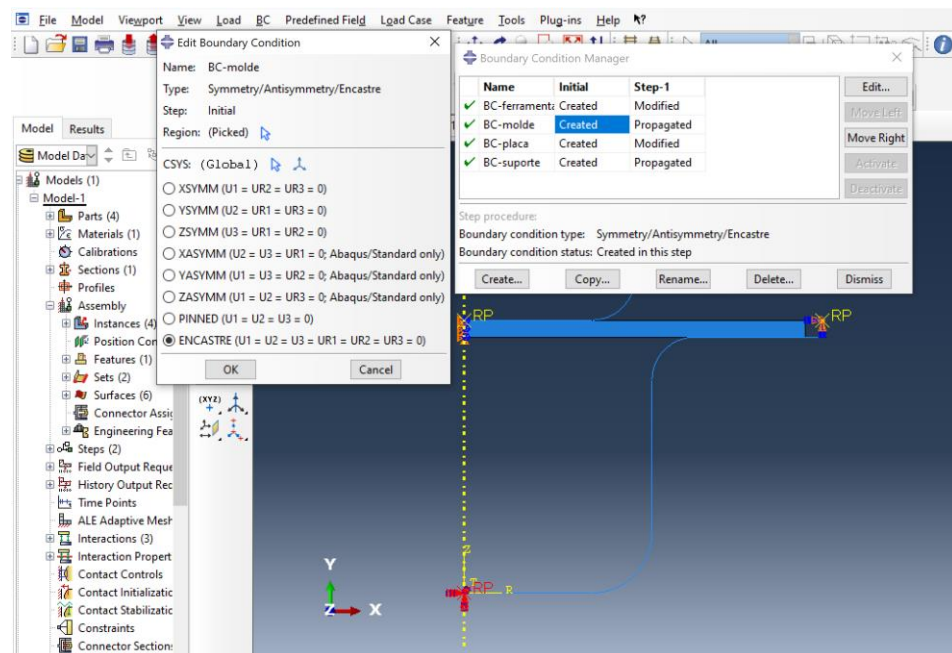 File Model Viewport View Load BC Predefined Field Load Case Feature Tools Plug-ins Help
Edit Boundary Condition
Name: BC-molde
Type: Symmetry/Antisymmetry/Encastre
Step: Initial
Region: (Picked)
CSYS: (Global)
XSYMM (U1 = UR2 = UR3 = 0)
YSYMM (U2 = UR1 = UR3 = 0)
ZSYMM (U3 = UR1 = UR2 = 0)
XASYMM (U2 = U3 = UR1 = 0; Abaqus/Standard only)
YASYMM (U1 = U3 = UR2 = 0; Abaqus/Standard only)
ZASYMM (U1 = U2 = UR3 = 0; Abaqus/Standard only)
PINNED (U1 = U2 = U3 = 0)
ENCASTRE (U1 = U2 = U3 = UR1 = UR2 = UR3 = 0)
OK Cancel
All
Boundary Condition Manager
Name Initial Step-1
BC-ferramenta Created Modified
BC-molde Created Propagated
BC-placa Created Modified
BC-suporte Created Propagated
Edit...
Move Left
Move Right
Activate
Deactivate
Step procedure:
Boundary condition type: Symmetry/Antisymmetry/Encastre
Boundary condition status: Created in this step
Create... Copy... Rename... Delete... Dismiss
Model Results
Model Da
Models (1)
Model-1
Parts (4)
Materials (1)
Calibrations
Sections (1)
Profiles
Assembly
Instances (4)
Position Con
Features (1)
Sets (2)
Surfaces (6)
Connector Assig
Engineering Fea
Steps (2)
Field Output Reque
History Output Rec
Time Points
ALE Adaptive Mesh
Interactions (3)
Interaction Propert
Contact Controls
Contact Initializatic
Contact Stabilizatic
Constraints
Connector Section
(XYZ)
RP
RP
Z
RP
R
Y
Z
X